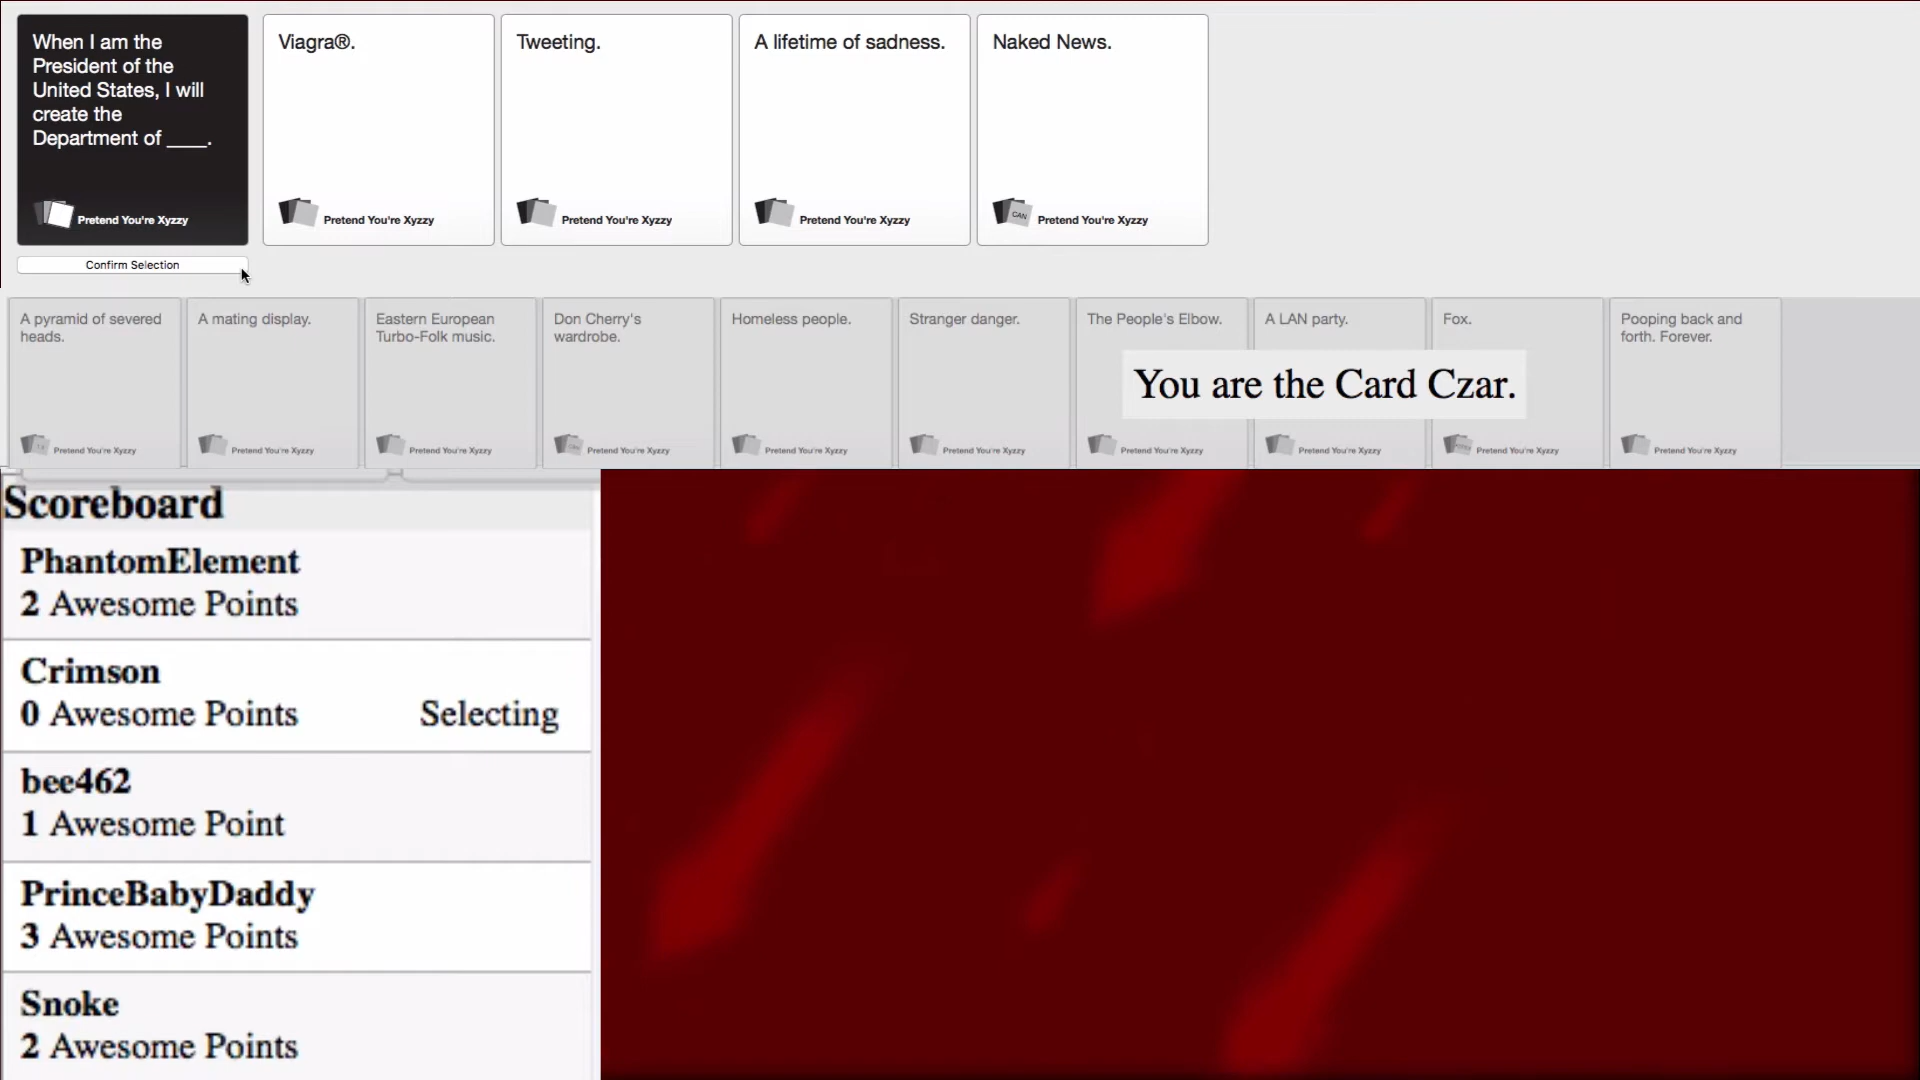 When I am the
President of the
United States, I will
create the
Department of ____.
Pretend You're Xyzzy
Viagra®.
Pretend You're Xyzzy
Tweeting.
Pretend You're Xyzzy
A lifetime of sadness.
Pretend You're Xyzzy
Naked News.
CAN
Pretend You're Xyzzy
Confirm Selection
A pyramid of severed
heads.
Pretend You're Xyzzy
A mating display.
Pretend You're Xyzzy
Eastern European
Turbo-Folk music.
Pretend You're Xyzzy
Don Cherry's
wardrobe.
Pretend You're Xyzzy
Homeless people.
Pretend You're Xyzzy
Stranger danger.
Pretend You're Xyzzy
The People's Elbow.
Pretend You're Xyzzy
A LAN party.
Pretend You're Xyzzy
Fox.
Pretend You're Xyzzy
Pooping back and
forth. Forever.
Pretend You're Xyzzy
You are the Card Czar.
Scoreboard
PhantomElement
2 Awesome Points
Crimson
0 Awesome Points Selecting
bee462
1 Awesome Point
PrinceBabyDaddy
3 Awesome Points
Snoke
2 Awesome Points